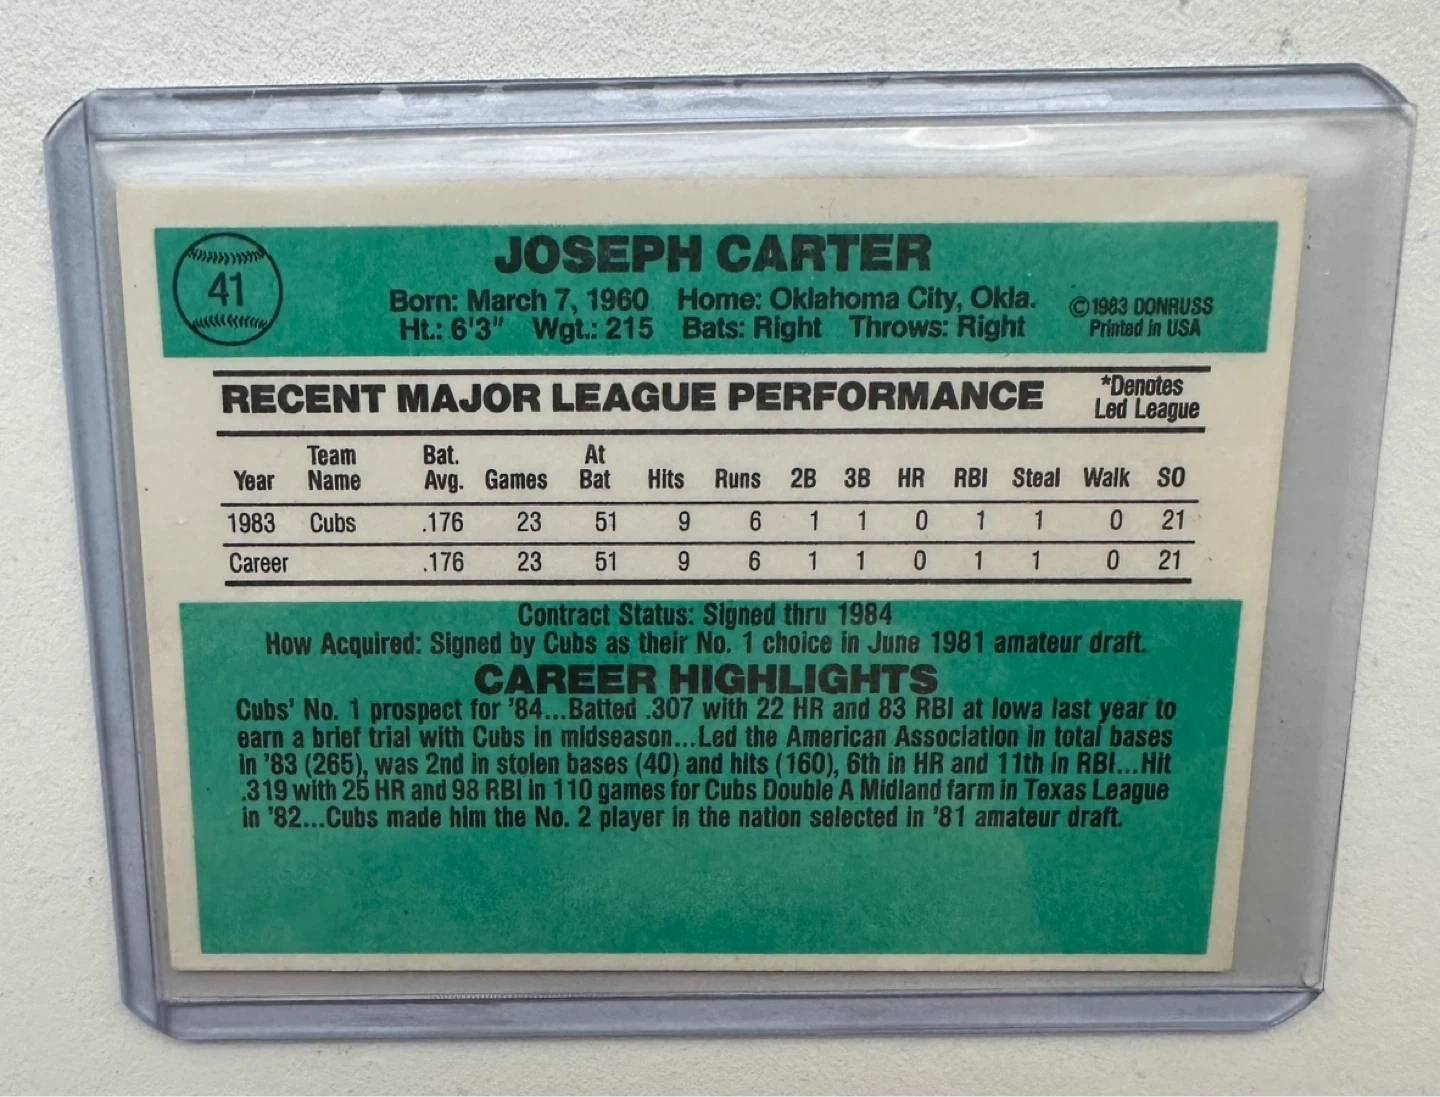 41
JOSEPH CARTER
Born: March 7, 1960 Home: Oklahoma City, Okla.
Ht.: 6'3" Wgt.: 215 Bats: Right Throws: Right
©1983 DONRUSS
Printed in USA
RECENT MAJOR LEAGUE PERFORMANCE
*Denotes
Led League
Year Team Name Bat. Avg. Games At Bat Hits Runs 2B 3B HR RBI Steal Walk SO
1983 Cubs .176 23 51 9 6 1 1 0 1 1 0 21
Career .176 23 51 9 6 1 1 0 1 1 0 21
Contract Status: Signed thru 1984
How Acquired: Signed by Cubs as their No. 1 choice in June 1981 amateur draft.
CAREER HIGHLIGHTS
Cubs' No. 1 prospect for '84...Batted .307 with 22 HR and 83 RBI at Iowa last year to
earn a brief trial with Cubs in midseason...Led the American Association in total bases
in '83 (265), was 2nd in stolen bases (40) and hits (160), 6th in HR and 11th in RBI...Hit
.319 with 25 HR and 98 RBI in 110 games for Cubs Double A Midland farm in Texas League
in '82...Cubs made him the No. 2 player in the nation selected in '81 amateur draft.